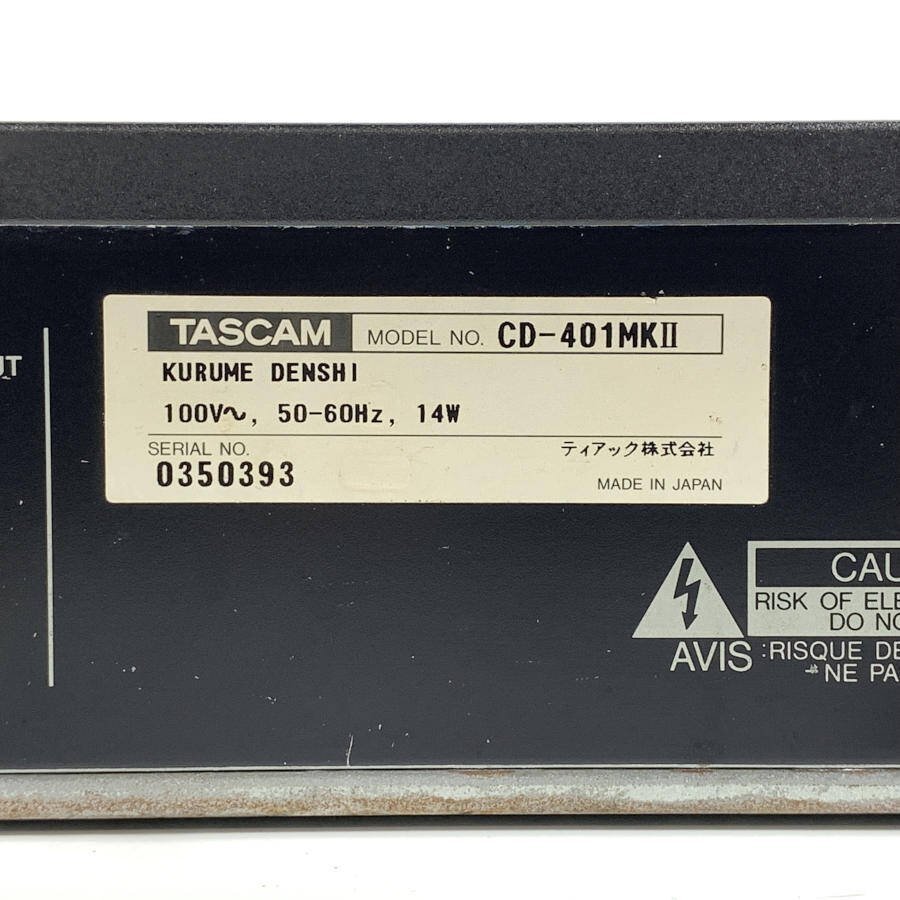 TASCAM MODEL NO. CD-401MKII
KURUME DENSHI
100V~, 50-60Hz, 14W
SERIAL NO.
ティアック株式会社
0350393
MADE IN JAPAN
UT
CAU
RISK OF ELE
DO NO
AVIS :RISQUE DE
NE PA